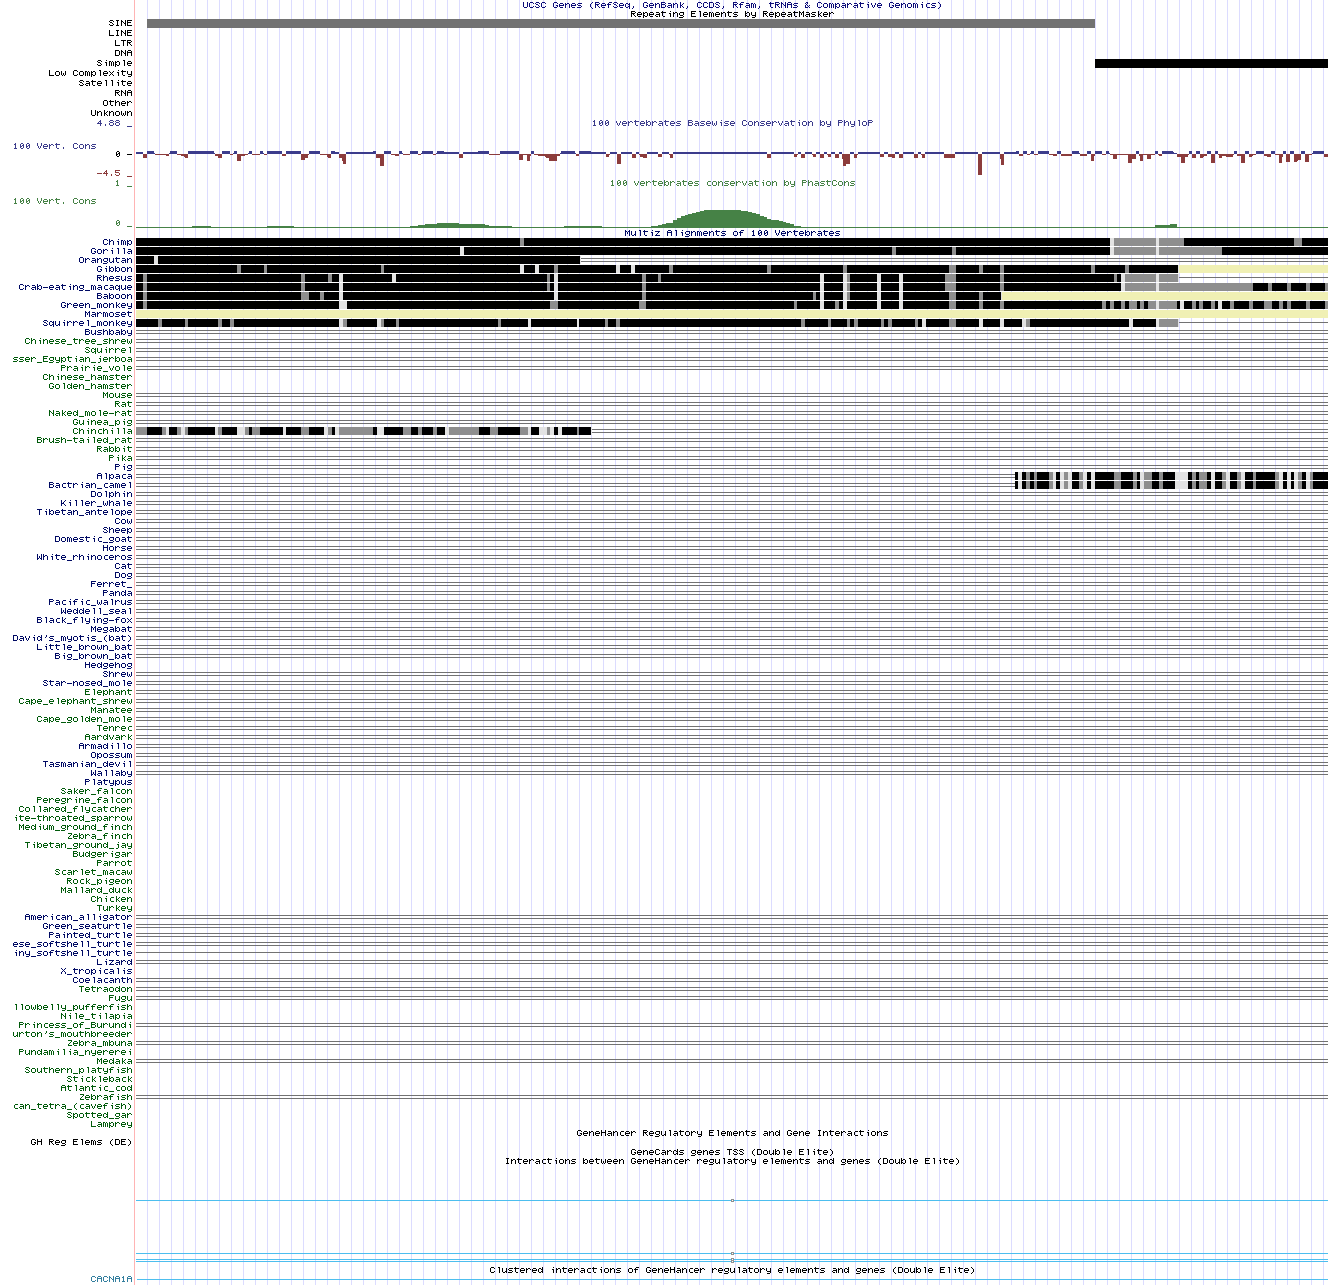 UCSC Genes (RefSeq, GenBank, CCDS, Rfam, tRNAs & Comparative Genomics)
Repeating Elements by RepeatMasker
SINE
LINE
LTR
DNA
Simple
Low Complexity
Satellite
RNA
Other
Unknown
100 vertebrates Basewise Conservation by PhyloP
4.88 _
100 Vert. Cons
0 -
-4.5 _
100 vertebrates conservation by PhastCons
1 _
100 Vert. Cons
0 _
Multiz Alignments of 100 Vertebrates
Chimp
Gorilla
Orangutan
Gibbon
Rhesus
Crab-eating_macaque
Baboon
Green_monkey
Marmoset
Squirrel_monkey
Bushbaby
Chinese_tree_shrew
Squirrel
sser_Egyptian_jerboa
Prairie_vole
Chinese_hamster
Golden_hamster
Mouse
Rat
Naked_mole-rat
Guinea_pig
Chinchilla
Brush-tailed_rat
Rabbit
Pika
Pig
Alpaca
Bactrian_camel
Dolphin
Killer_whale
Tibetan_antelope
Cow
Sheep
Domestic_goat
Horse
White_rhinoceros
Cat
Dog
Ferret_
Panda
Pacific_walrus
Weddell_seal
Black_flying-fox
Megabat
David's_myotis_(bat)
Little_brown_bat
Big_brown_bat
Hedgehog
Shrew
Star-nosed_mole
Elephant
Cape_elephant_shrew
Manatee
Cape_golden_mole
Tenrec
Aardvark
Armadillo
Opossum
Tasmanian_devil
Wallaby
Platypus
Saker_falcon
Peregrine_falcon
Collared_flycatcher
ite-throated_sparrow
Medium_ground_finch
Zebra_finch
Tibetan_ground_jay
Budgerigar
Parrot
Scarlet_macaw
Rock_pigeon
Mallard_duck
Chicken
Turkey
American_alligator
Green_seaturtle
Painted_turtle
ese_softshell_turtle
iny_softshell_turtle
Lizard
X_tropicalis
Coelacanth
Tetraodon
Fugu
llowbelly_pufferfish
Nile_tilapia
Princess_of_Burundi
urton's_mouthbreeder
Zebra_mbuna
Pundamilia_nyererei
Medaka
Southern_platyfish
Stickleback
Atlantic_cod
Zebrafish
can_tetra_(cavefish)
Spotted_gar
Lamprey
GeneHancer Regulatory Elements and Gene Interactions
GH Reg Elems (DE)
GeneCards genes TSS (Double Elite)
Interactions between GeneHancer regulatory elements and genes (Double Elite)
Clustered interactions of GeneHancer regulatory elements and genes (Double Elite)
CACNA1A